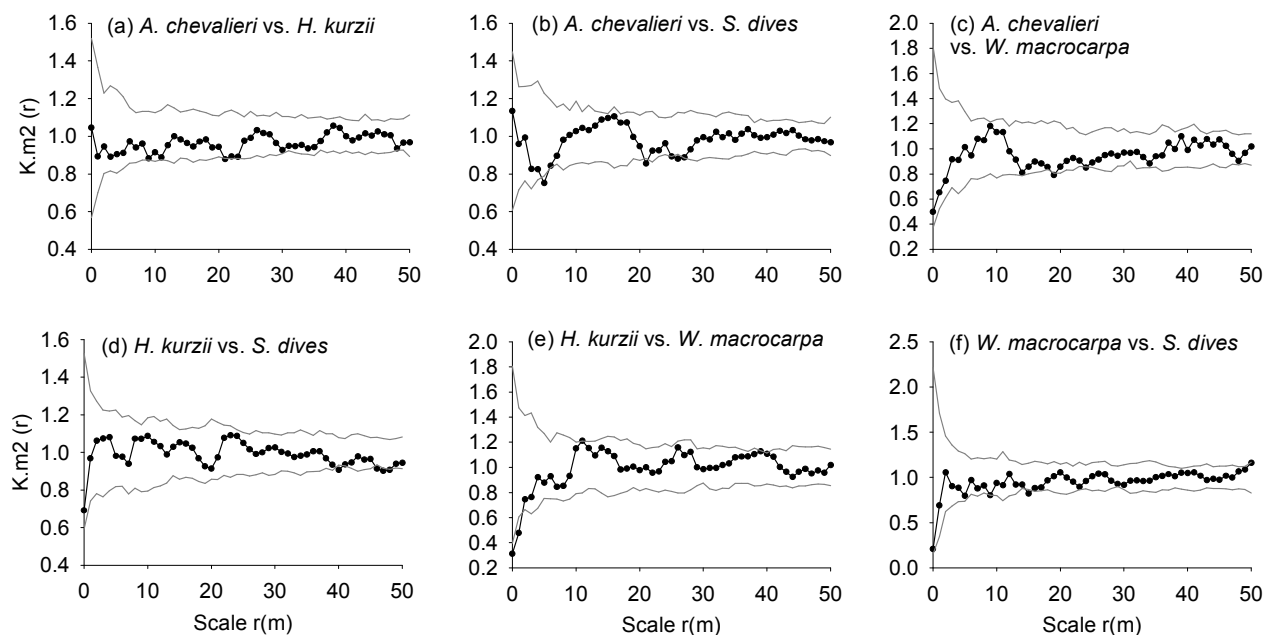 (a) A. chevalieri vs. H. kurzii
K.m2 (r)
1.6
1.4
1.2
1.0
0.8
0.6
0.4
0 10 20 30 40 50
(b) A. chevalieri vs. S. dives
1.6
1.4
1.2
1.0
0.8
0.6
0.4
0 10 20 30 40 50
(c) A. chevalieri
vs. W. macrocarpa
2.0
1.8
1.6
1.4
1.2
1.0
0.8
0.6
0.4
0.2
0 10 20 30 40 50
(d) H. kurzii vs. S. dives
K.m2 (r)
1.6
1.4
1.2
1.0
0.8
0.6
0.4
0 10 20 30 40 50
Scale r(m)
(e) H. kurzii vs. W. macrocarpa
2.0
1.8
1.6
1.4
1.2
1.0
0.8
0.6
0.4
0.2
0 10 20 30 40 50
Scale r(m)
(f) W. macrocarpa vs. S. dives
2.5
2.0
1.5
1.0
0.5
0.0
0 10 20 30 40 50
Scale r(m)